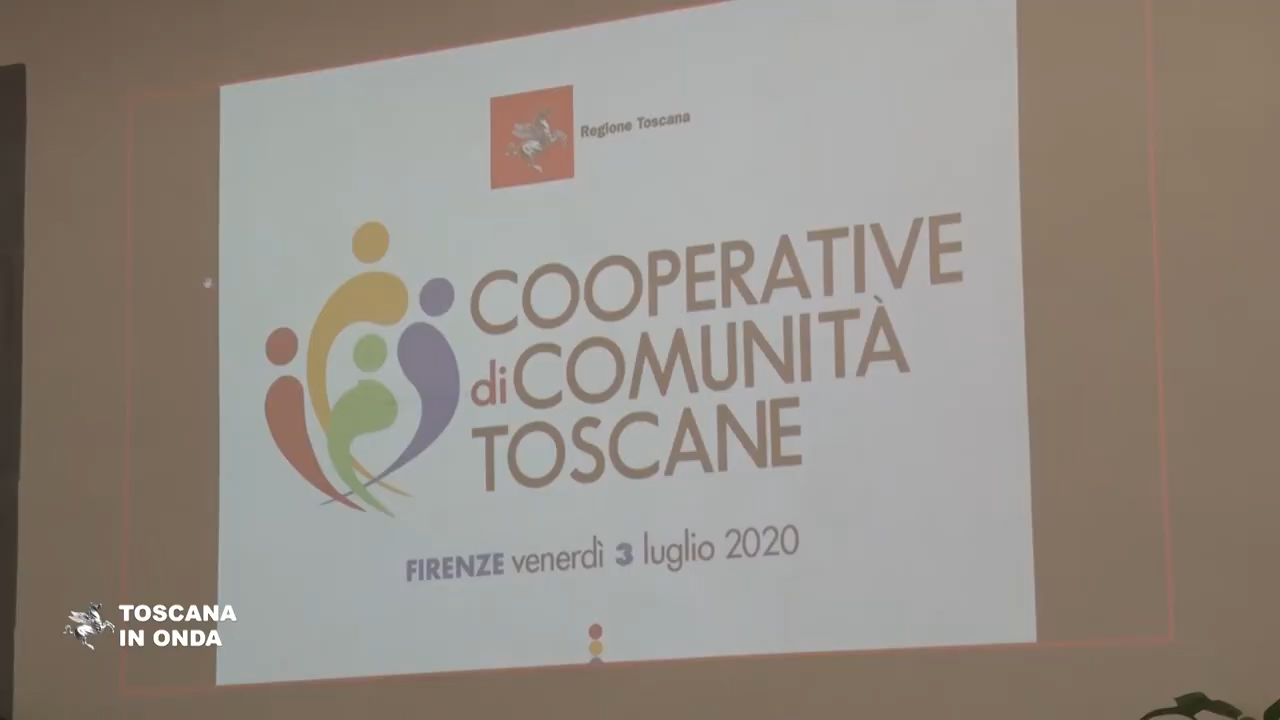 Regione Toscana
COOPERATIVE
di COMUNITÀ
TOSCANE
FIRENZE venerdì 3 luglio 2020
TOSCANA
IN ONDA